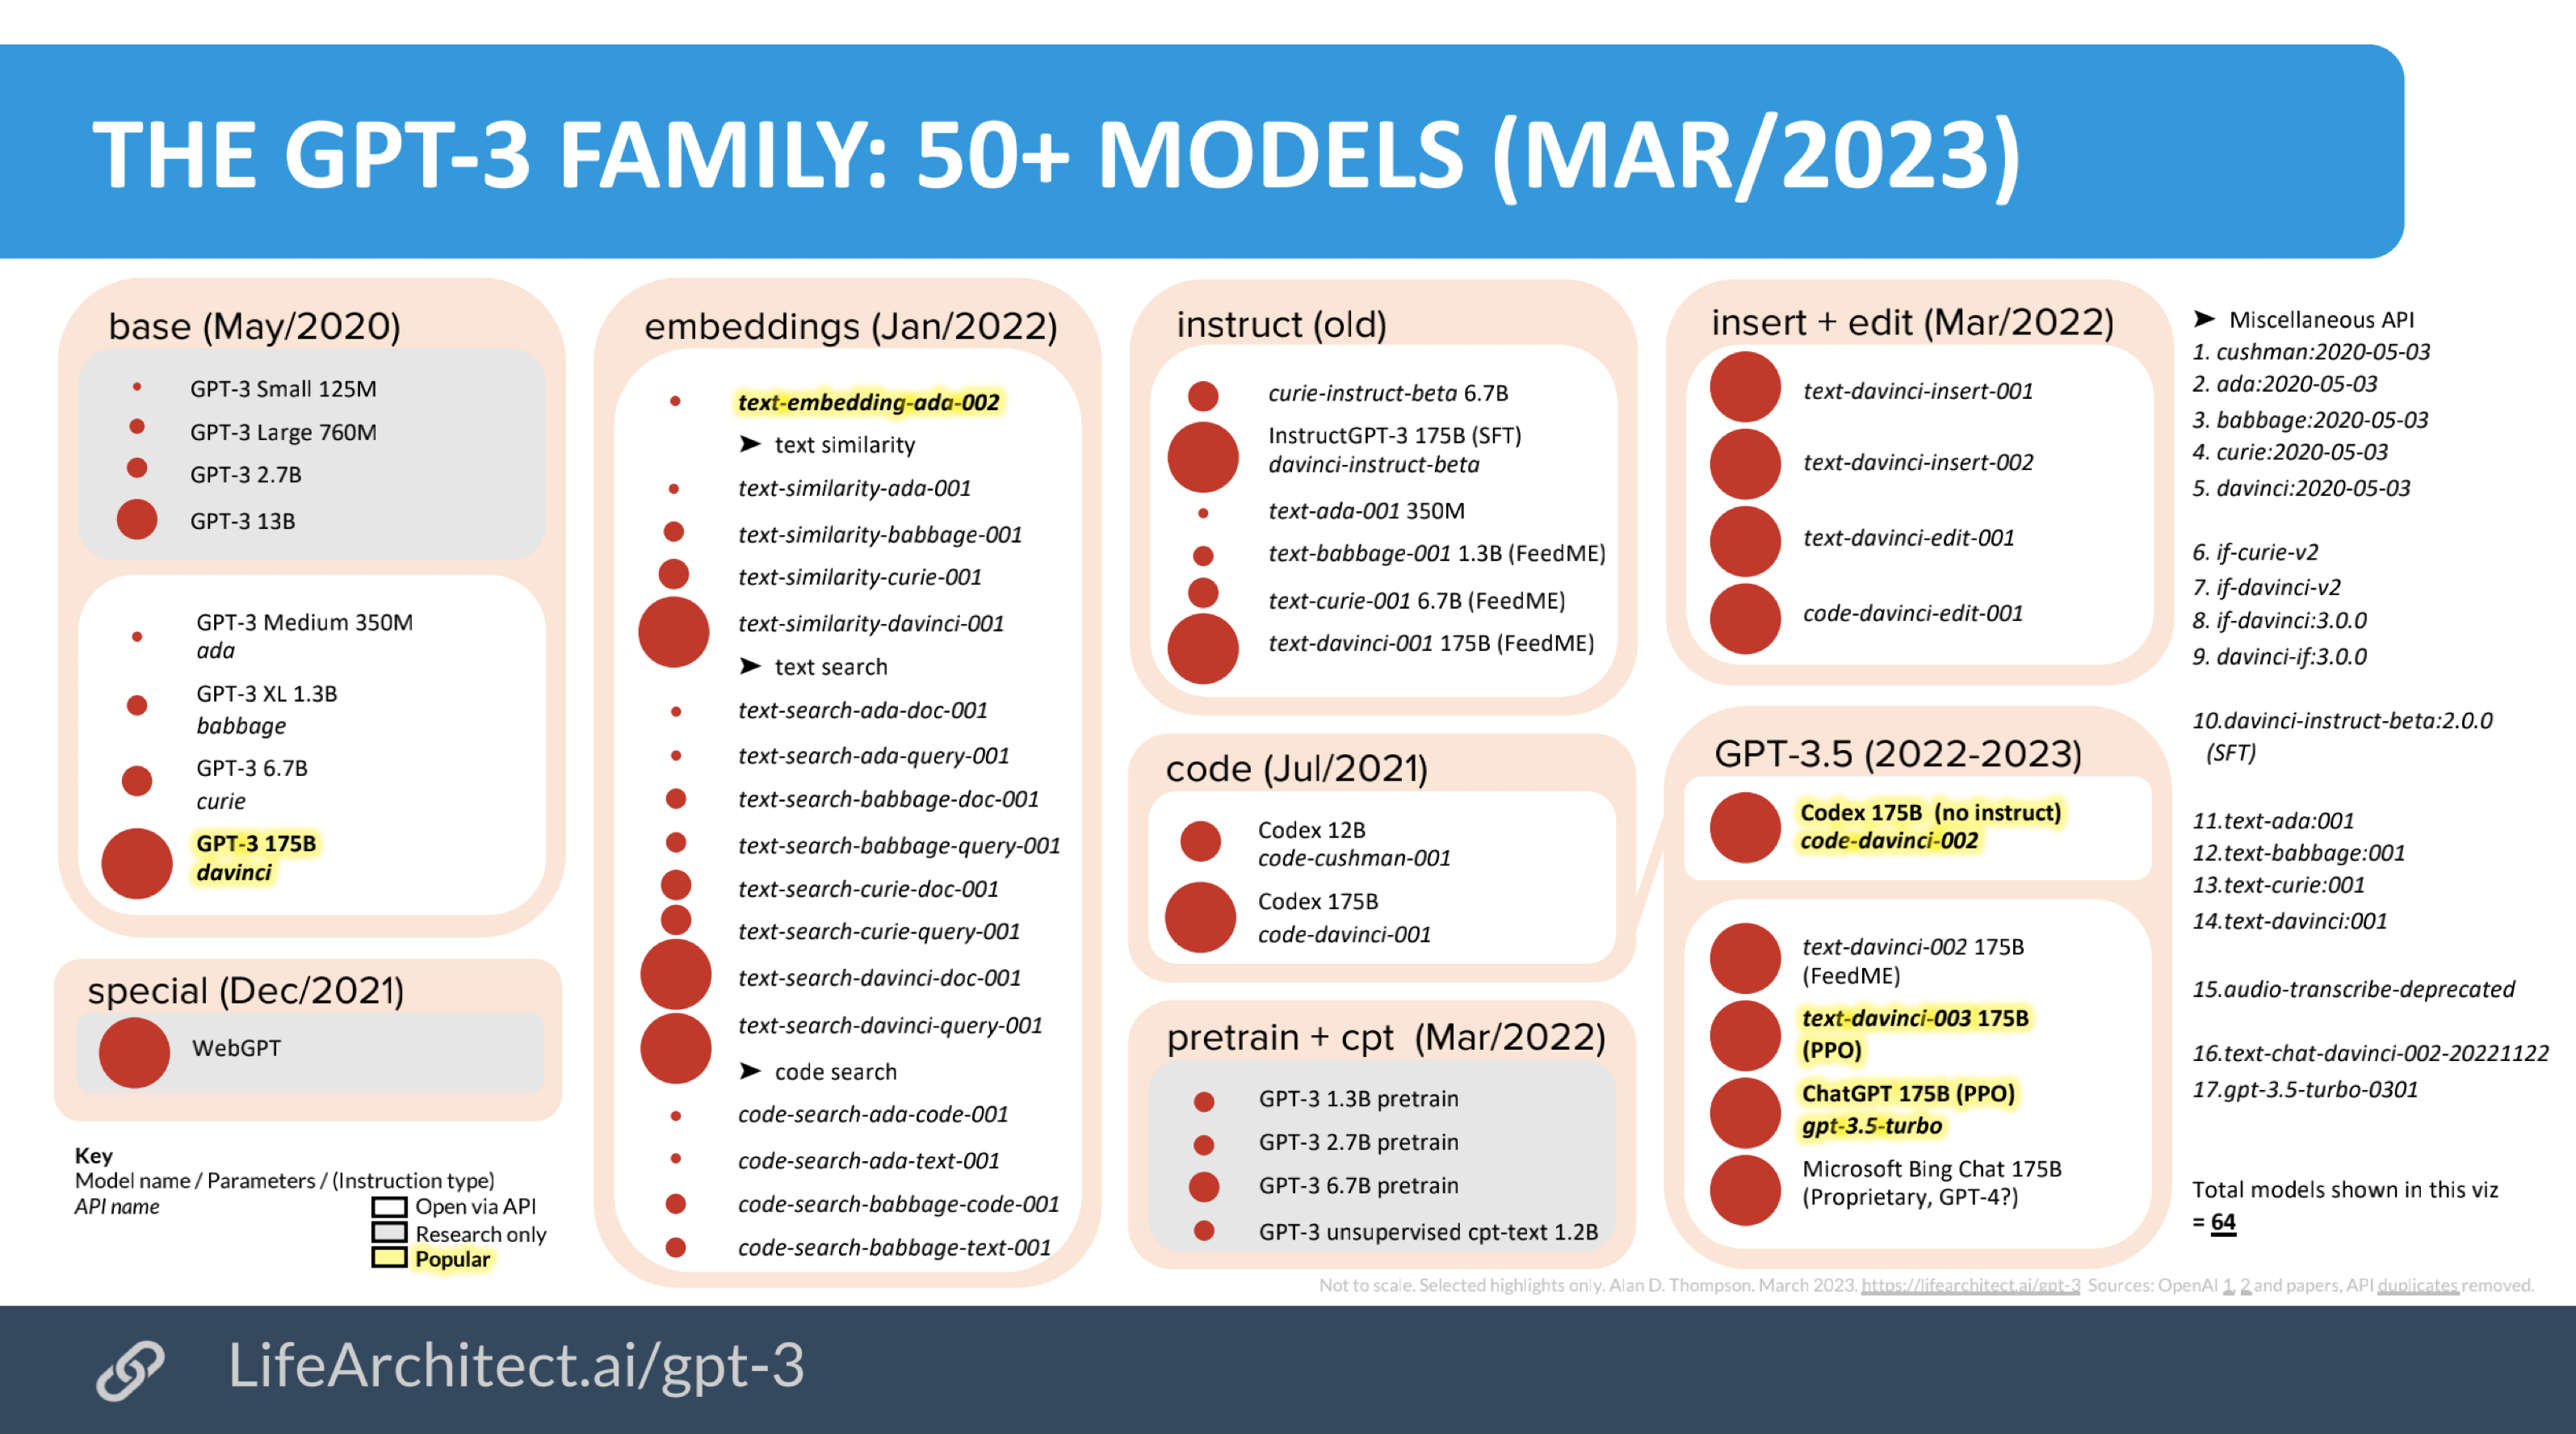 THE GPT-3 FAMILY: 50+ MODELS (MAR/2023)
base (May/2020)
GPT-3 Small 125M
GPT-3 Large 760M
GPT-3 2.7B
GPT-3 13B
GPT-3 Medium 350M
ada
GPT-3 XL 1.3B
babbage
GPT-3 6.7B
curie
GPT-3 175B
davinci
special (Dec/2021)
WebGPT
Key
Model name / Parameters / (Instruction type)
API name
Open via API
Research only
Popular
embeddings (Jan/2022)
text-embedding-ada-002
➤ text similarity
text-similarity-ada-001
text-similarity-babbage-001
text-similarity-curie-001
text-similarity-davinci-001
➤ text search
text-search-ada-doc-001
text-search-ada-query-001
text-search-babbage-doc-001
text-search-babbage-query-001
text-search-curie-doc-001
text-search-curie-query-001
text-search-davinci-doc-001
text-search-davinci-query-001
➤ code search
code-search-ada-code-001
code-search-ada-text-001
code-search-babbage-code-001
code-search-babbage-text-001
instruct (old)
curie-instruct-beta 6.7B
InstructGPT-3 175B (SFT)
davinci-instruct-beta
text-ada-001 350M
text-babbage-001 1.3B (FeedME)
text-curie-001 6.7B (FeedME)
text-davinci-001 175B (FeedME)
code (Jul/2021)
Codex 12B
code-cushman-001
Codex 175B
code-davinci-001
pretrain + cpt (Mar/2022)
GPT-3 1.3B pretrain
GPT-3 2.7B pretrain
GPT-3 6.7B pretrain
GPT-3 unsupervised cpt-text 1.2B
insert + edit (Mar/2022)
text-davinci-insert-001
text-davinci-insert-002
text-davinci-edit-001
code-davinci-edit-001
GPT-3.5 (2022-2023)
Codex 175B (no instruct)
code-davinci-002
text-davinci-002 175B
(FeedME)
text-davinci-003 175B
(PPO)
ChatGPT 175B (PPO)
gpt-3.5-turbo
Microsoft Bing Chat 175B
(Proprietary, GPT-4?)
➤ Miscellaneous API
1. cushman:2020-05-03
2. ada:2020-05-03
3. babbage:2020-05-03
4. curie:2020-05-03
5. davinci:2020-05-03
6. if-curie-v2
7. if-davinci-v2
8. if-davinci:3.0.0
9. davinci-if:3.0.0
10.davinci-instruct-beta:2.0.0
(SFT)
11.text-ada:001
12.text-babbage:001
13.text-curie:001
14.text-davinci:001
15.audio-transcribe-deprecated
16.text-chat-davinci-002-20221122
17.gpt-3.5-turbo-0301
Total models shown in this viz
= 64
Not to scale. Selected highlights only. Alan D. Thompson. March 2023. https://lifearchitect.ai/gpt-3 Sources: OpenAI 1, 2 and papers, API duplicates removed.
LifeArchitect.ai/gpt-3